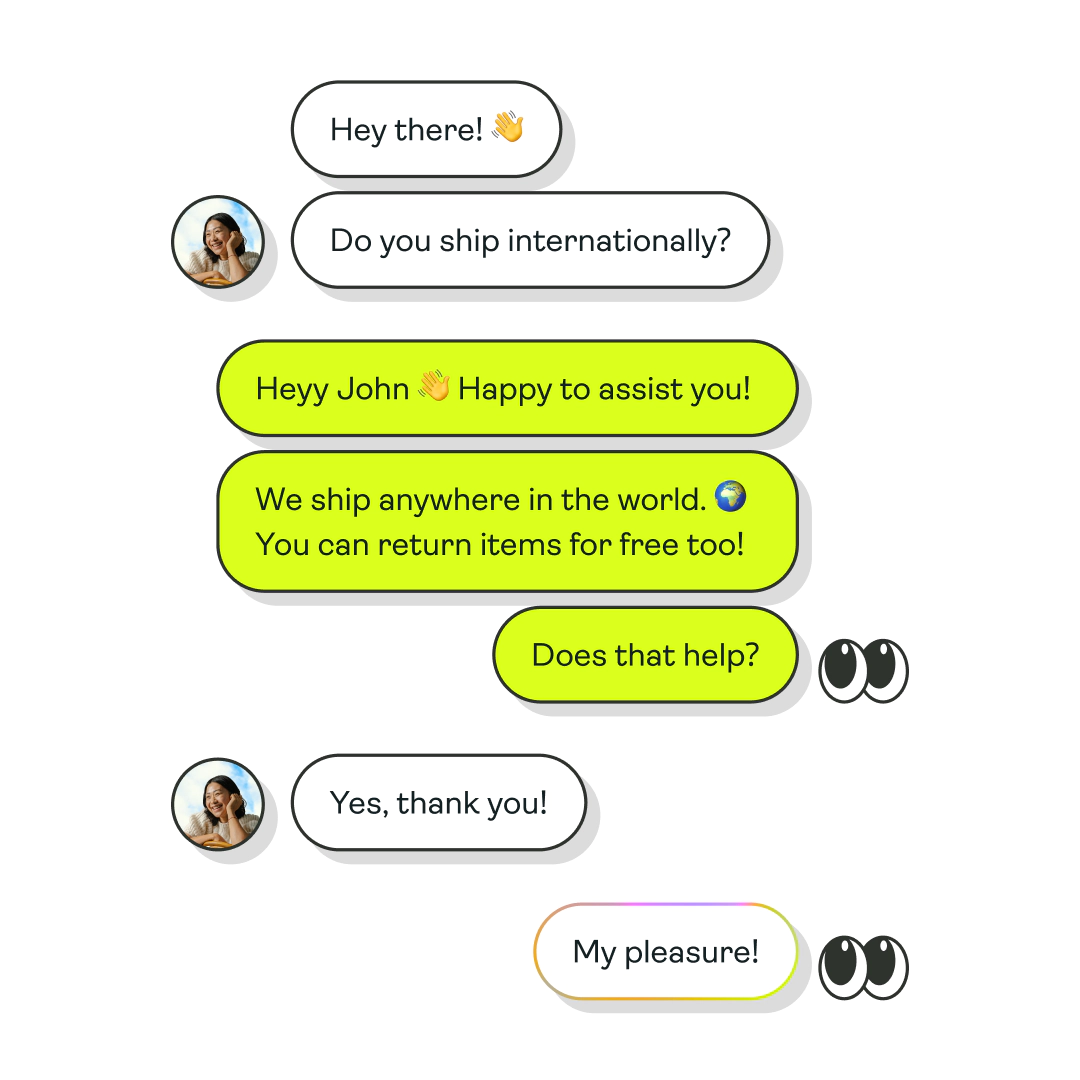 Hey there! 👋
Do you ship internationally?
Heyy John 👋 Happy to assist you!
We ship anywhere in the world. 🌍
You can return items for free too!
Does that help?
Yes, thank you!
My pleasure!